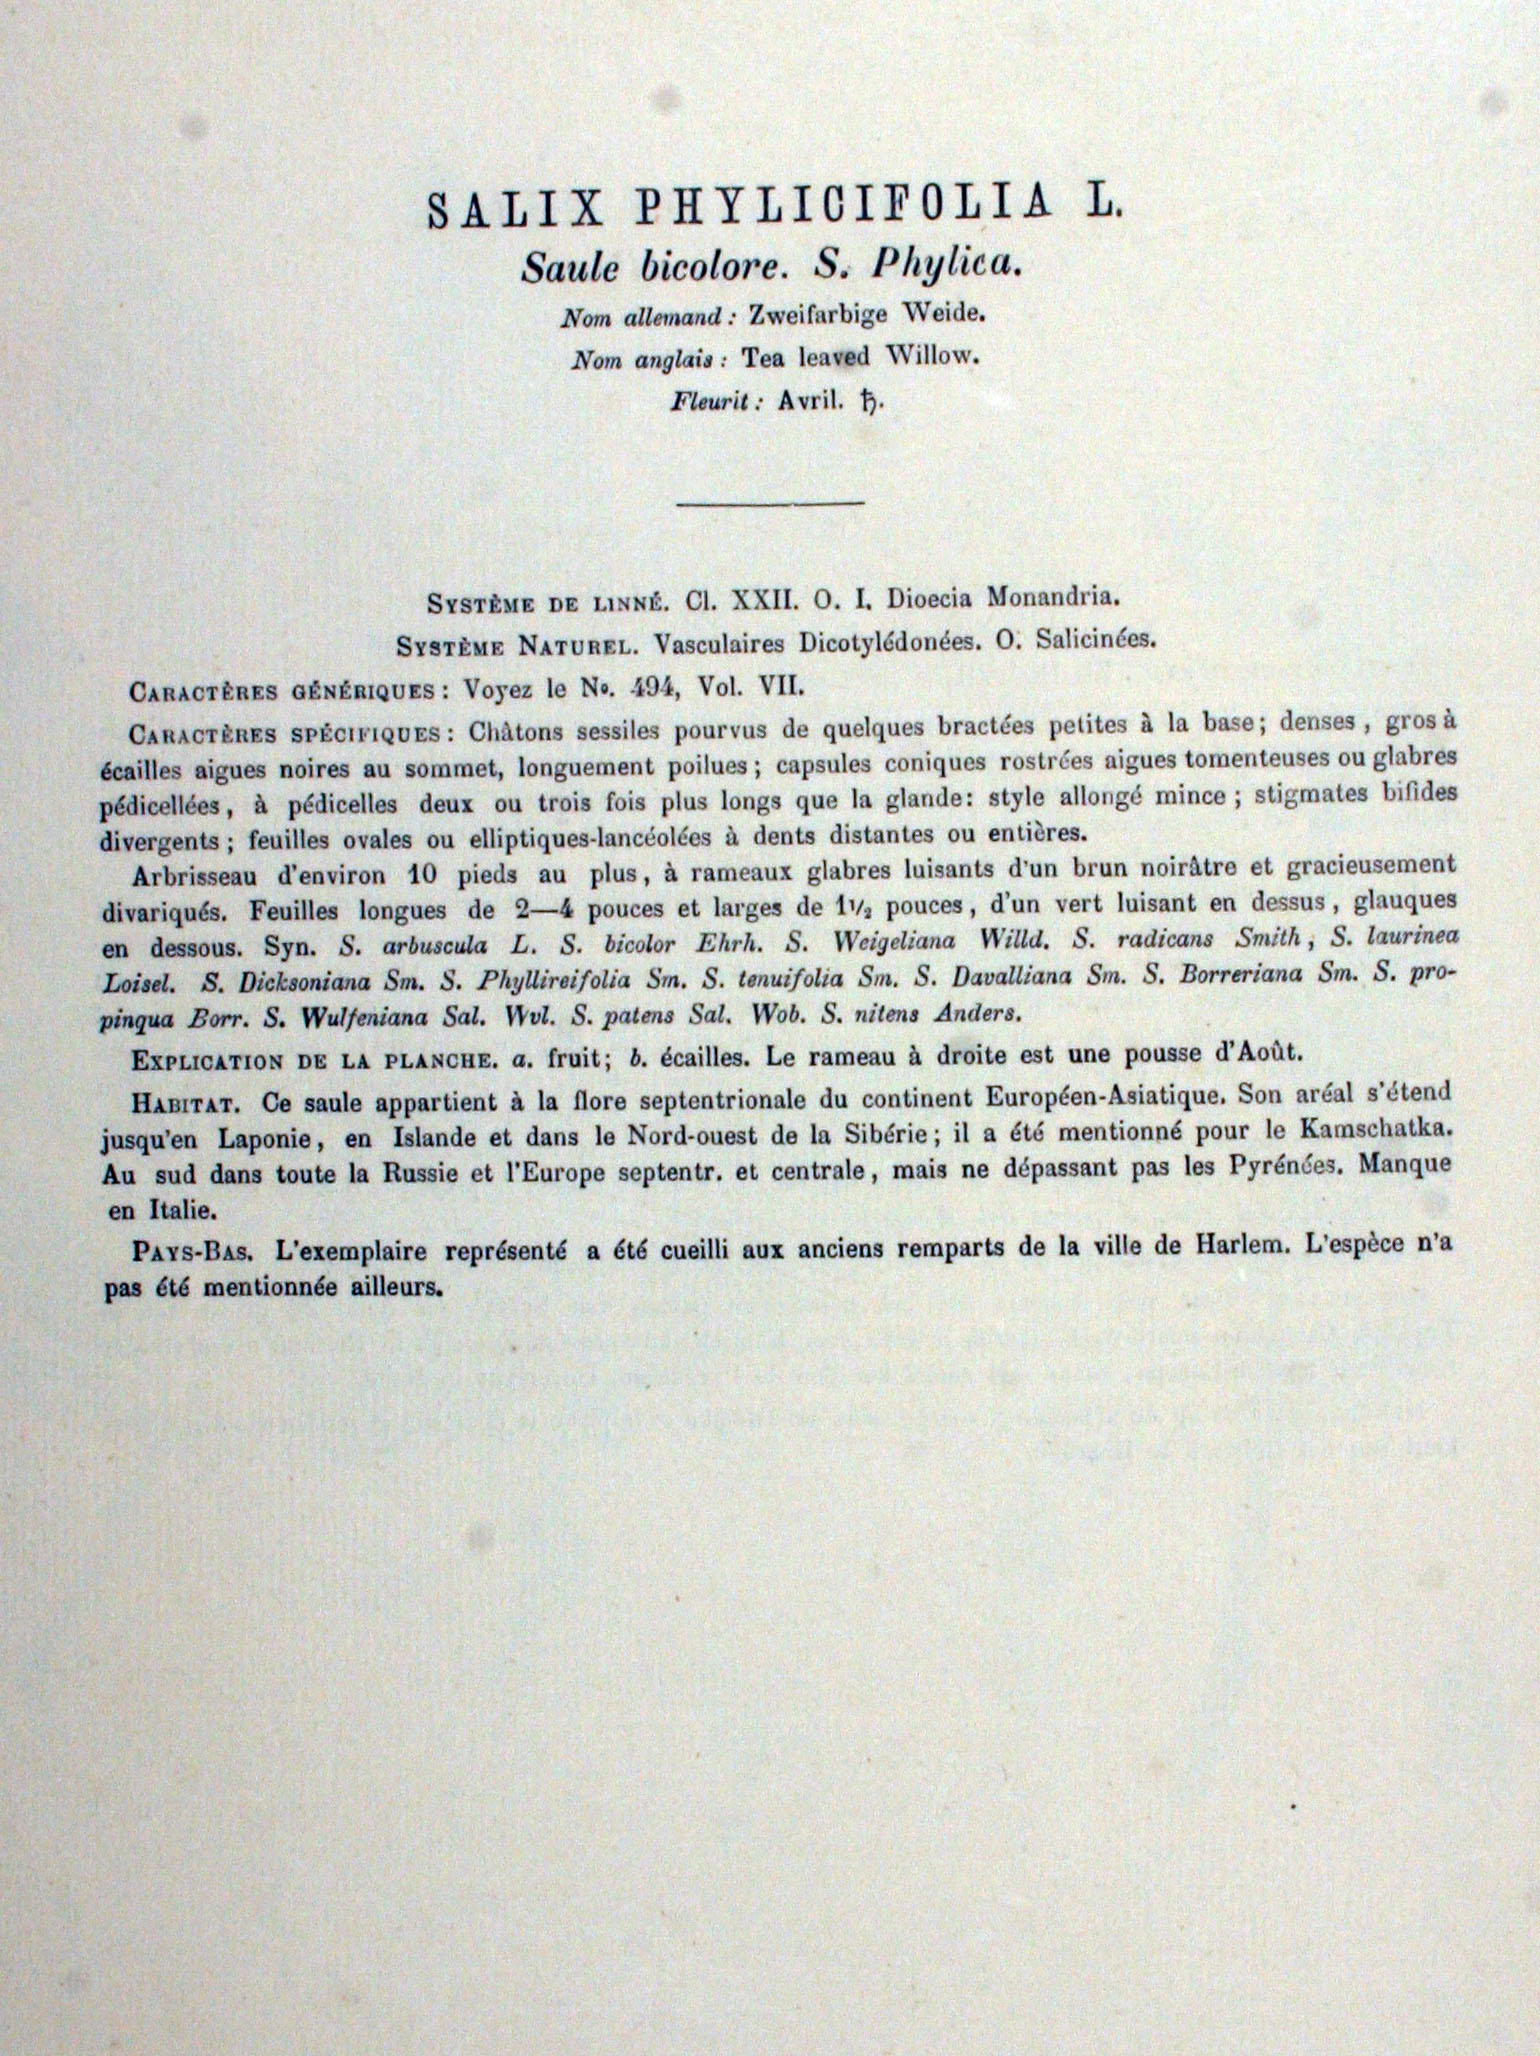 SALIX PHYLICIFOLIA L.
Saule bicolore. S. Phylica.
Nom allemand: Zweifarbige Weide.
Nom anglais: Tea leaved Willow.
Fleurit: Avril. ♄.
Système de Linné. Cl. XXII. O. I. Dioecia Monandria.
Système Naturel. Vasculaires Dicotylédonées. O. Salicinées.
Caractères génériques: Voyez le No. 494, Vol. VII.
Caractères spécifiques: Châtons sessiles pourvus de quelques bractées petites à la base; denses, gros à
écailles aigues noires au sommet, longuement poilues; capsules coniques rostrées aigues tomenteuses ou glabres
pédicellées, à pédicelles deux ou trois fois plus longs que la glande: style allongé mince; stigmates bifides
divergents; feuilles ovales ou elliptiques-lancéolées à dents distantes ou entières.
Arbrisseau d'environ 10 pieds au plus, à rameaux glabres luisants d'un brun noirâtre et gracieusement
divariqués. Feuilles longues de 2—4 pouces et larges de 1½ pouces, d'un vert luisant en dessus, glauques
en dessous. Syn. S. arbuscula L. S. bicolor Ehrh. S. Weigeliana Willd. S. radicans Smith, S. laurinea
Loisel. S. Dicksoniana Sm. S. Phyllireifolia Sm. S. tenuifolia Sm. S. Davalliana Sm. S. Borreriana Sm. S. pro-
pinqua Borr. S. Wulfeniana Sal. Wvl. S. patens Sal. Wob. S. nitens Anders.
Explication de la planche. a. fruit; b. écailles. Le rameau à droite est une pousse d'Août.
Habitat. Ce saule appartient à la flore septentrionale du continent Européen-Asiatique. Son aréal s'étend
jusqu'en Laponie, en Islande et dans le Nord-ouest de la Sibérie; il a été mentionné pour le Kamschatka.
Au sud dans toute la Russie et l'Europe septentr. et centrale, mais ne dépassant pas les Pyrénées. Manque
en Italie.
Pays-Bas. L'exemplaire représenté a été cueilli aux anciens remparts de la ville de Harlem. L'espèce n'a
pas été mentionnée ailleurs.